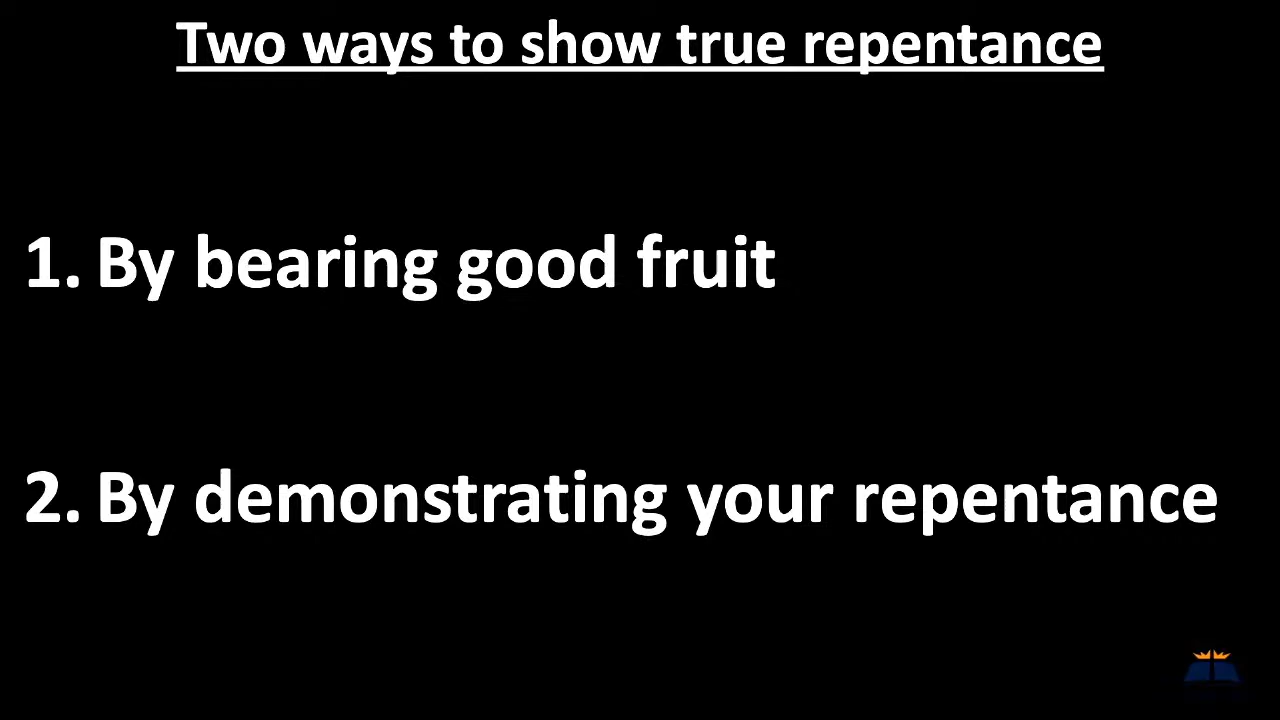 Two ways to show true repentance
1. By bearing good fruit
2. By demonstrating your repentance